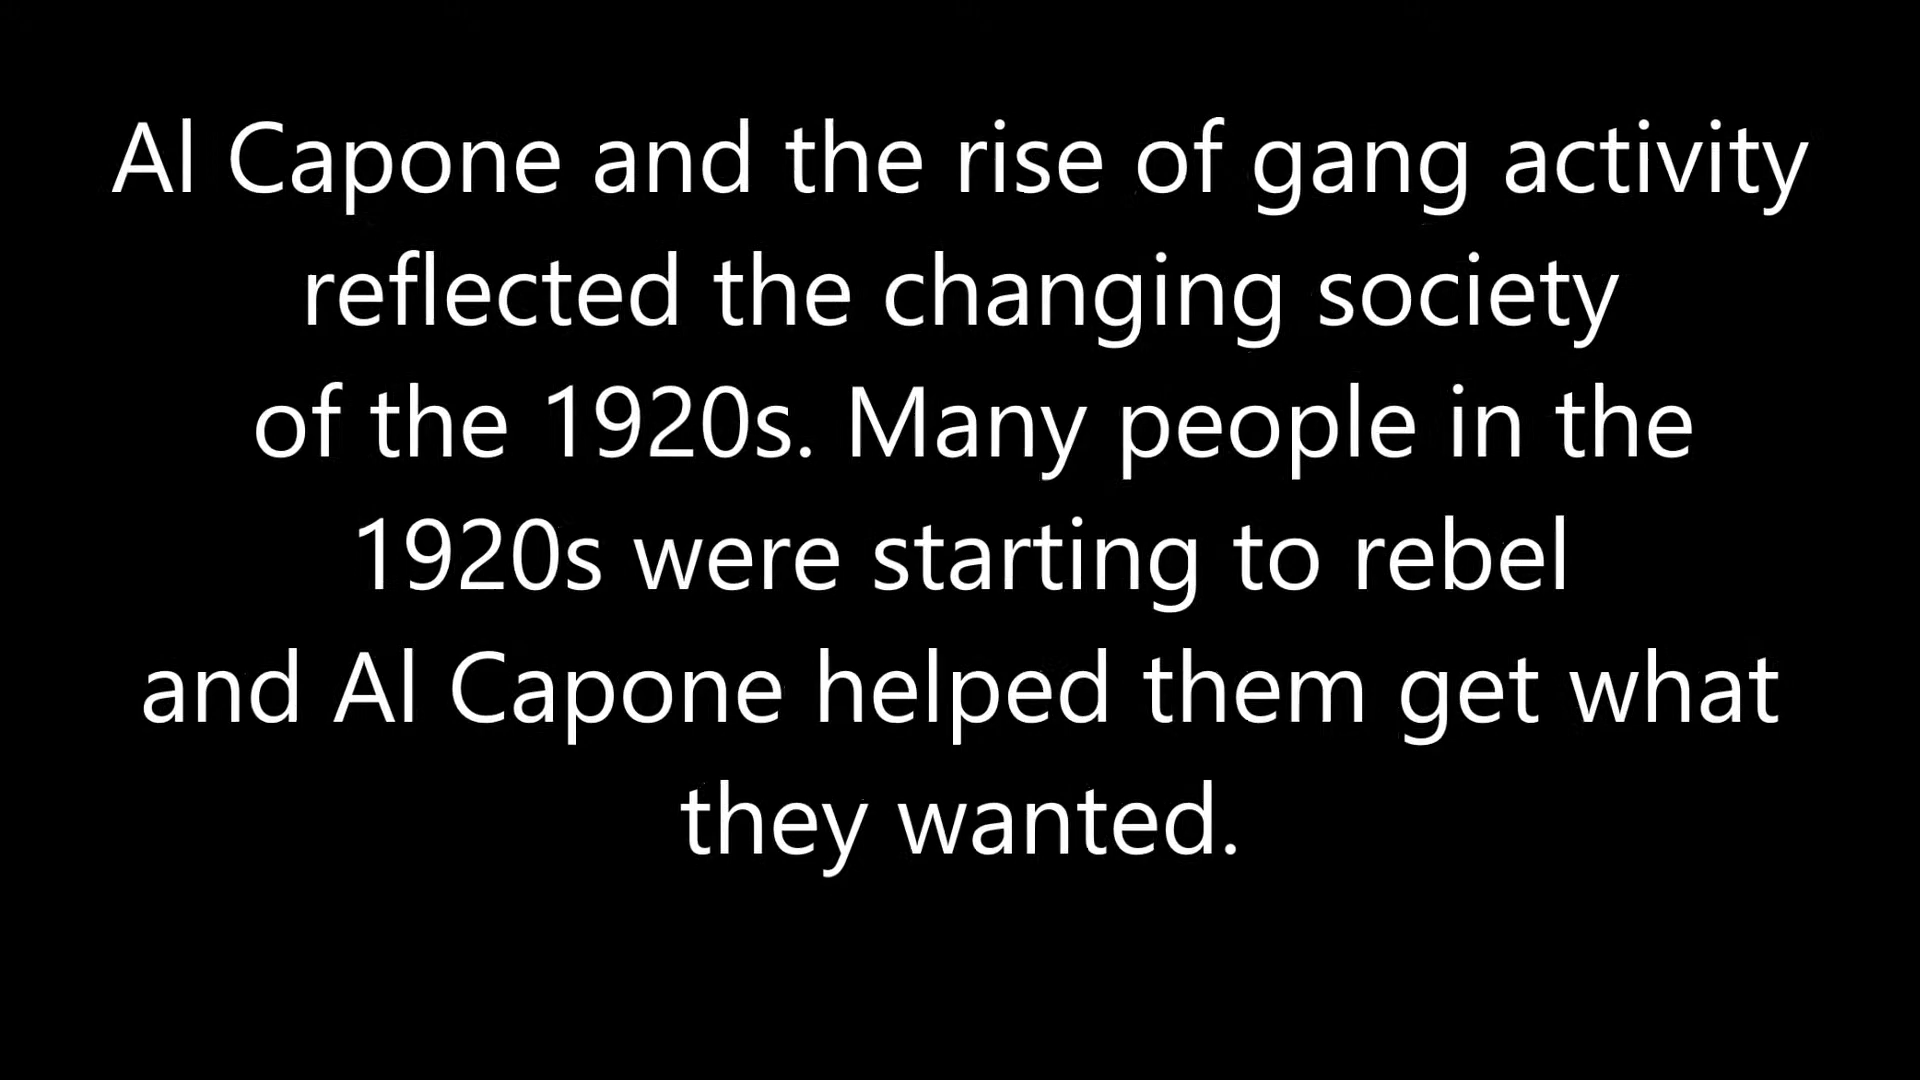 Al Capone and the rise of gang activity
reflected the changing society
of the 1920s. Many people in the
1920s were starting to rebel
and Al Capone helped them get what
they wanted.